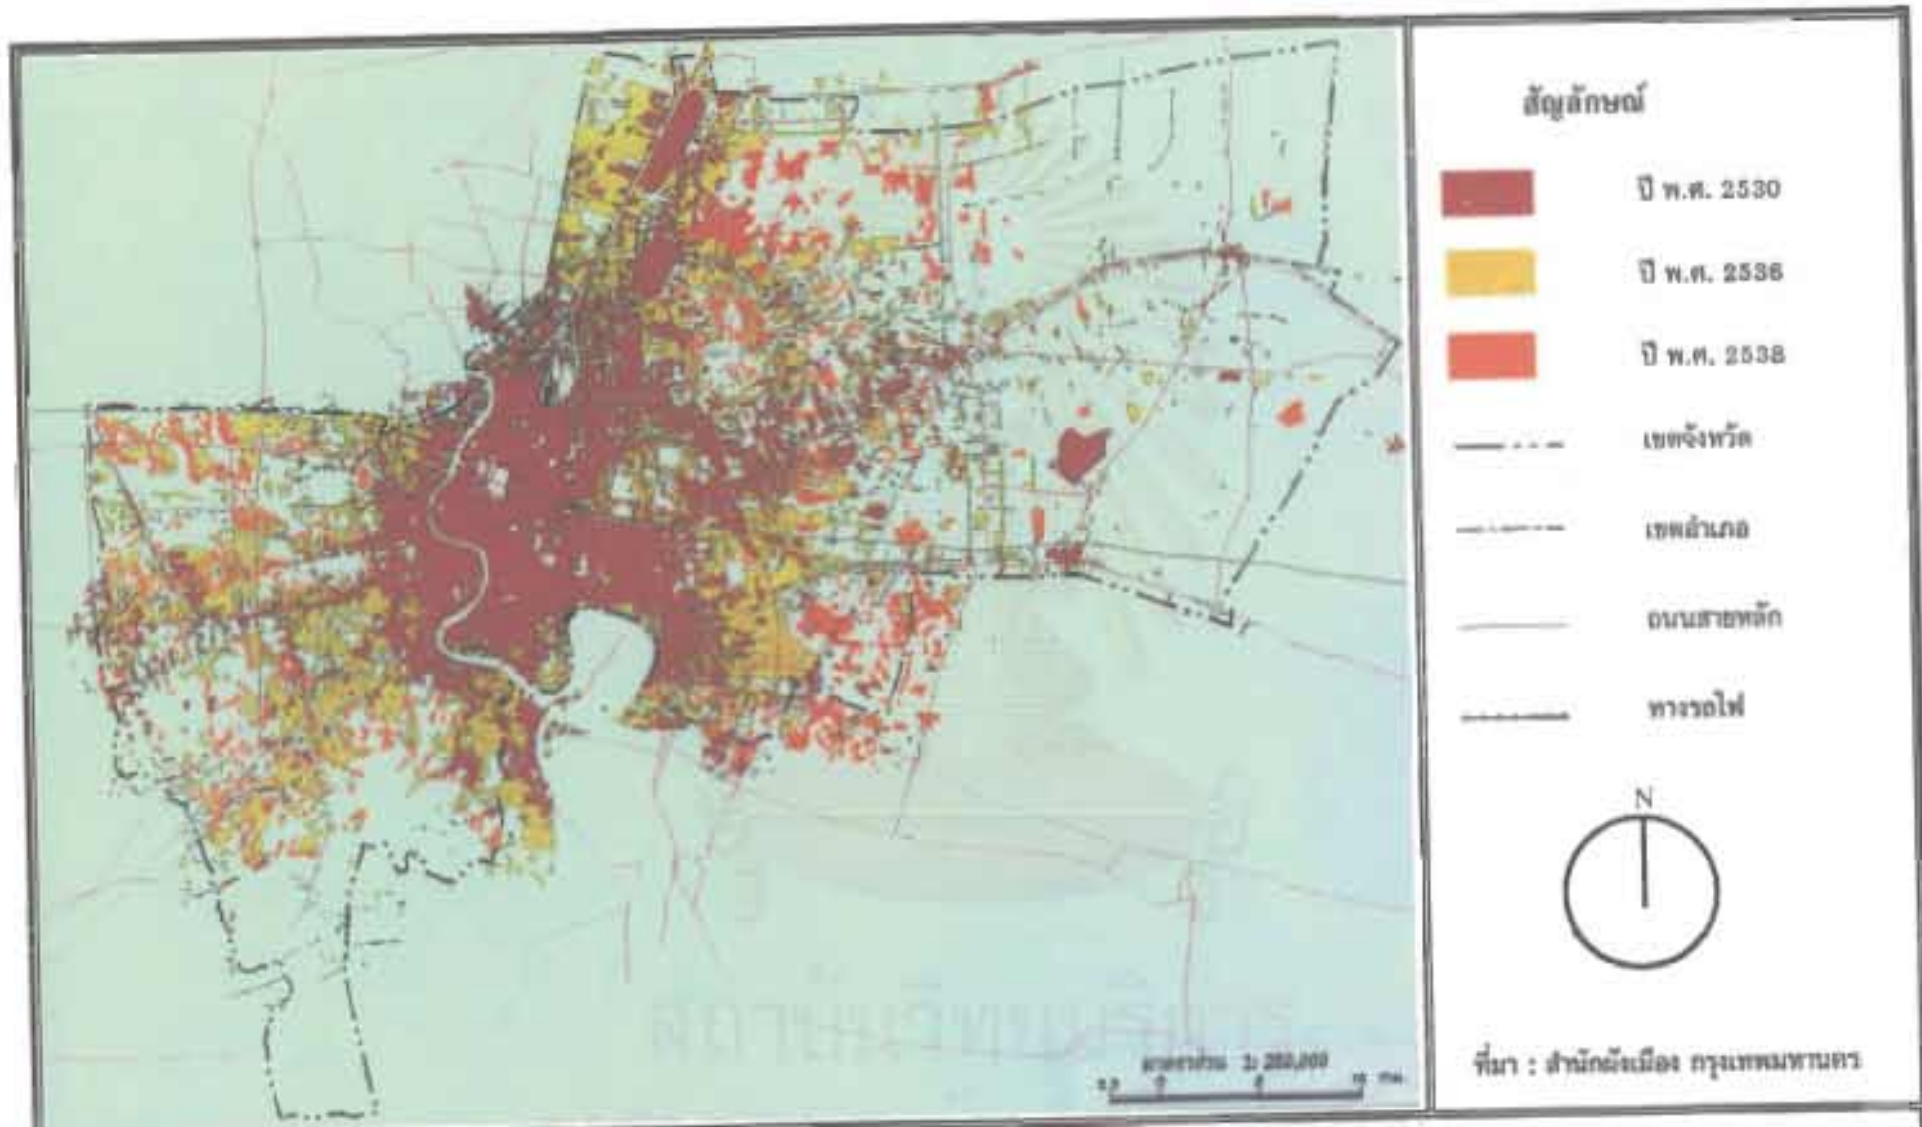 สัญลักษณ์
ปี พ.ศ. 2530
ปี พ.ศ. 2536
ปี พ.ศ. 2538
เขตจังหวัด
เขตอำเภอ
ถนนสายหลัก
ทางรถไฟ
N
ที่มา : สำนักผังเมือง กรุงเทพมหานคร
มาตราส่วน 1:
กม.